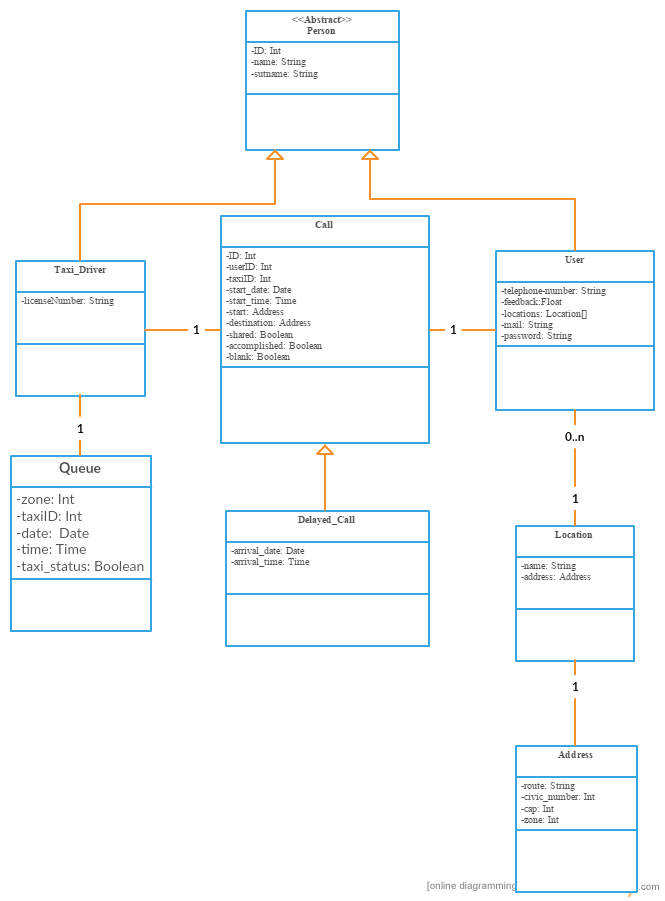 <<Abstract>>
Person
-ID: Int
-name: String
-sutname: String
Call
-ID: Int
-userID: Int
-taxiID: Int
-start_date: Date
-start_time: Time
-start: Address
-destination: Address
-shared: Boolean
-accomplished: Boolean
-blank: Boolean
Taxi_Driver
-licenseNumber: String
User
-telephone-number: String
-feedback:Float
-locations: Location[]
-mail: String
-password: String
1
1
1
0..n
1
Queue
-zone: Int
-taxiID: Int
-date:  Date
-time: Time
-taxi_status: Boolean
Delayed_Call
-arrival_date: Date
-arrival_time: Time
Location
-name: String
-address: Address
1
Address
-route: String
-civic_number: Int
-cap: Int
-zone: Int
[online diagramming
.com